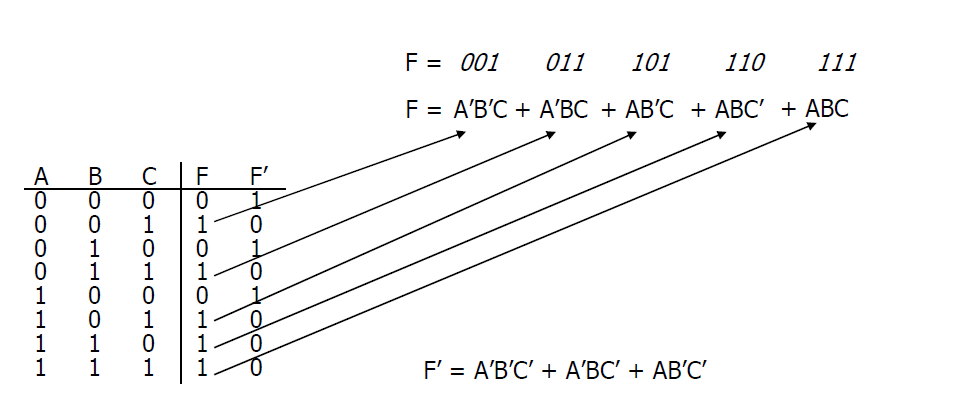 F = 001 011 101 110 111
F = A′B′C + A′BC + AB′C + ABC′ + ABC
A B C F F′
0 0 0 0 1
0 0 1 1 0
0 1 0 0 1
0 1 1 1 0
1 0 0 0 1
1 0 1 1 0
1 1 0 1 0
1 1 1 1 0
F′ = A′B′C′ + A′BC′ + AB′C′